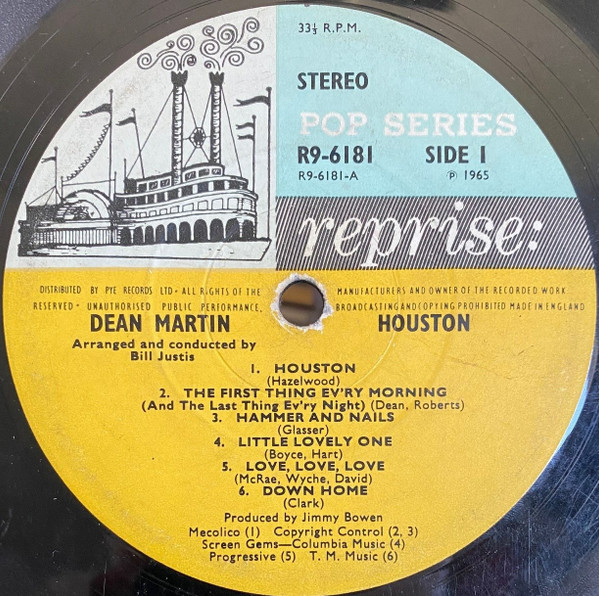 33⅓ R.P.M.
STEREO
POP SERIES
R9-6181 SIDE 1
R9-6181-A ℗ 1965
reprise:
DISTRIBUTED BY PYE RECORDS LTD · ALL RIGHTS OF THE MANUFACTURERS AND OWNER OF THE RECORDED WORK
RESERVED · UNAUTHORISED PUBLIC PERFORMANCE, BROADCASTING AND COPYING PROHIBITED MADE IN ENGLAND
DEAN MARTIN HOUSTON
Arranged and conducted by
Bill Justis
1. HOUSTON
(Hazelwood)
2. THE FIRST THING EV'RY MORNING
(And The Last Thing Ev'ry Night) (Dean, Roberts)
3. HAMMER AND NAILS
(Glasser)
4. LITTLE LOVELY ONE
(Boyce, Hart)
5. LOVE, LOVE, LOVE
(McRae, Wyche, David)
6. DOWN HOME
(Clark)
Produced by Jimmy Bowen
Mecolico (1) Copyright Control (2, 3)
Screen Gems—Columbia Music (4)
Progressive (5) T. M. Music (6)